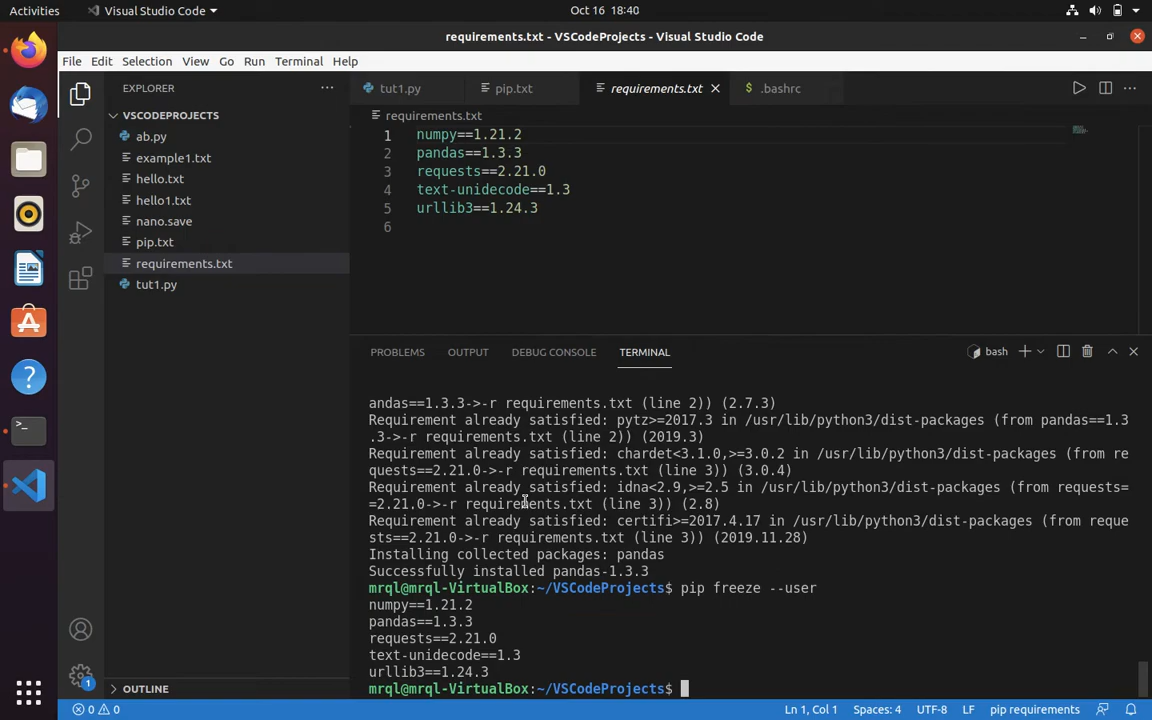 Activities
Visual Studio Code
Oct 16 18:40
requirements.txt - VSCodeProjects - Visual Studio Code
File Edit Selection View Go Run Terminal Help
EXPLORER
VSCODEPROJECTS
ab.py
example1.txt
hello.txt
hello1.txt
nano.save
pip.txt
requirements.txt
tut1.py
OUTLINE
tut1.py
pip.txt
requirements.txt
$ .bashrc
requirements.txt
1 numpy==1.21.2
2 pandas==1.3.3
3 requests==2.21.0
4 text-unidecode==1.3
5 urllib3==1.24.3
6
PROBLEMS OUTPUT DEBUG CONSOLE TERMINAL
bash
andas==1.3.3->-r requirements.txt (line 2)) (2.7.3)
Requirement already satisfied: pytz>=2017.3 in /usr/lib/python3/dist-packages (from pandas==1.3
.3->-r requirements.txt (line 2)) (2019.3)
Requirement already satisfied: chardet<3.1.0,>=3.0.2 in /usr/lib/python3/dist-packages (from re
quests==2.21.0->-r requirements.txt (line 3)) (3.0.4)
Requirement already satisfied: idna<2.9,>=2.5 in /usr/lib/python3/dist-packages (from requests=
=2.21.0->-r requirements.txt (line 3)) (2.8)
Requirement already satisfied: certifi>=2017.4.17 in /usr/lib/python3/dist-packages (from reque
sts==2.21.0->-r requirements.txt (line 3)) (2019.11.28)
Installing collected packages: pandas
Successfully installed pandas-1.3.3
mrql@mrql-VirtualBox:~/VSCodeProjects$ pip freeze --user
numpy==1.21.2
pandas==1.3.3
requests==2.21.0
text-unidecode==1.3
urllib3==1.24.3
mrql@mrql-VirtualBox:~/VSCodeProjects$
1
0 0
Ln 1, Col 1
Spaces: 4
UTF-8
LF
pip requirements